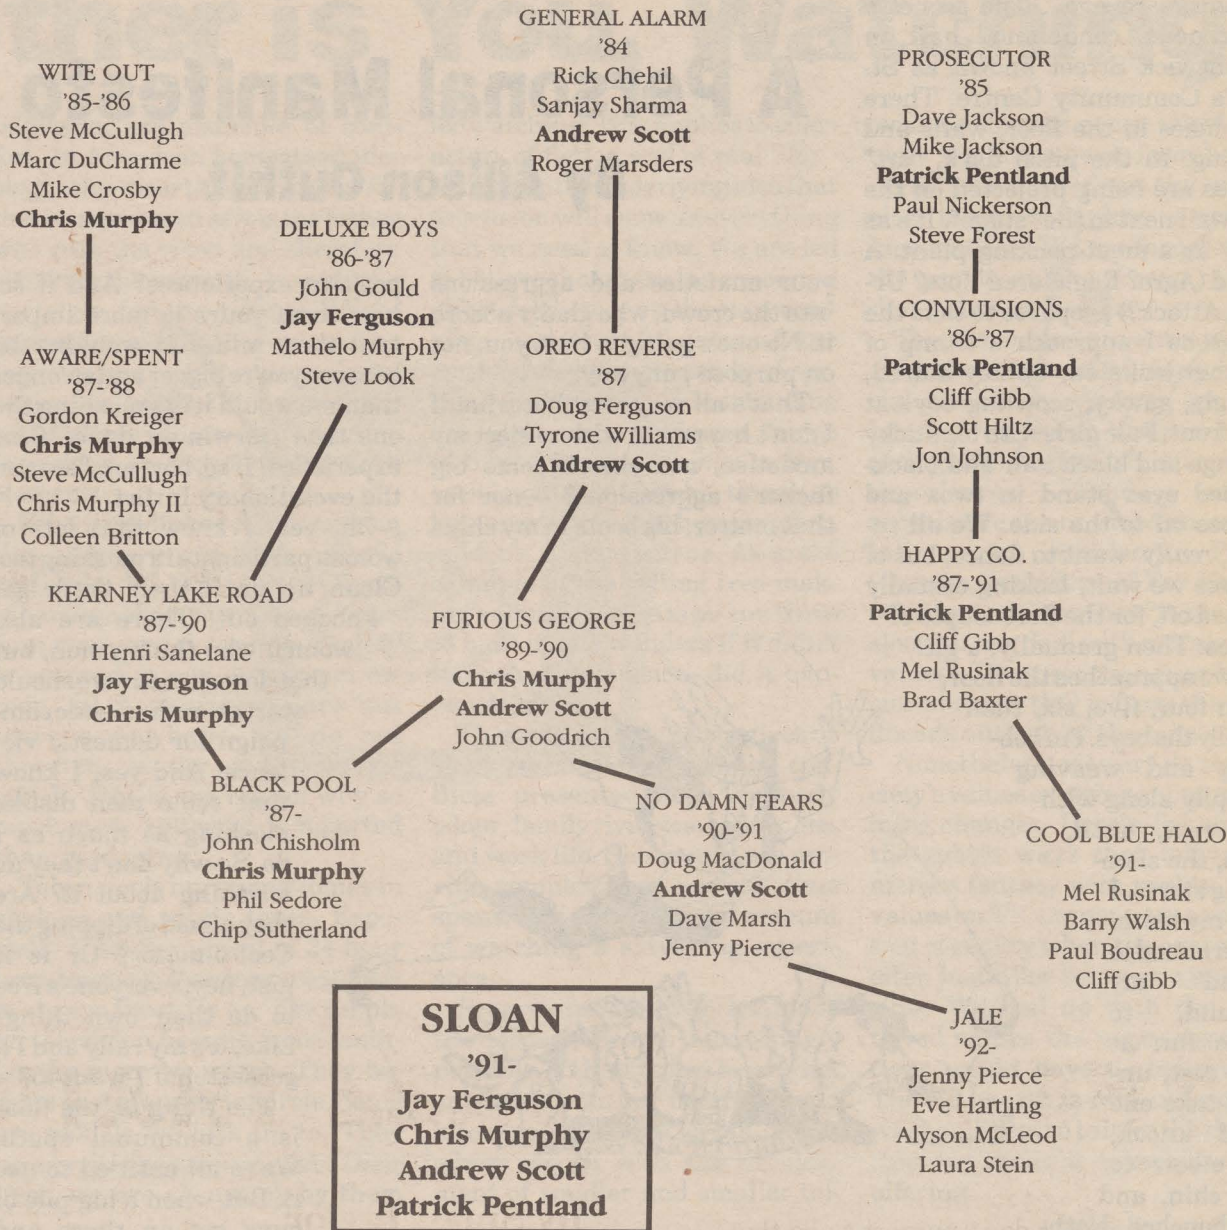 GENERAL ALARM
'84
Rick Chehil
Sanjay Sharma
Andrew Scott
Roger Marsders
WITE OUT
'85-'86
Steve McCullugh
Marc DuCharme
Mike Crosby
Chris Murphy
PROSECUTOR
'85
Dave Jackson
Mike Jackson
Patrick Pentland
Paul Nickerson
Steve Forest
DELUXE BOYS
'86-'87
John Gould
Jay Ferguson
Mathelo Murphy
Steve Look
AWARE/SPENT
'87-'88
Gordon Kreiger
Chris Murphy
Steve McCullugh
Chris Murphy II
Colleen Britton
OREO REVERSE
'87
Doug Ferguson
Tyrone Williams
Andrew Scott
CONVULSIONS
'86-'87
Patrick Pentland
Cliff Gibb
Scott Hiltz
Jon Johnson
KEARNEY LAKE ROAD
'87-'90
Henri Sanelane
Jay Ferguson
Chris Murphy
FURIOUS GEORGE
'89-'90
Chris Murphy
Andrew Scott
John Goodrich
HAPPY CO.
'87-'91
Patrick Pentland
Cliff Gibb
Mel Rusinak
Brad Baxter
BLACK POOL
'87-
John Chisholm
Chris Murphy
Phil Sedore
Chip Sutherland
NO DAMN FEARS
'90-'91
Doug MacDonald
Andrew Scott
Dave Marsh
Jenny Pierce
COOL BLUE HALO
'91-
Mel Rusinak
Barry Walsh
Paul Boudreau
Cliff Gibb
SLOAN
'91-
Jay Ferguson
Chris Murphy
Andrew Scott
Patrick Pentland
JALE
'92-
Jenny Pierce
Eve Hartling
Alyson McLeod
Laura Stein